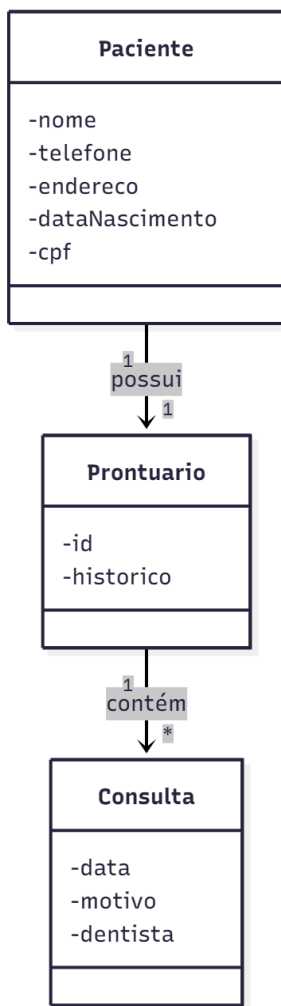 Paciente
-nome
-telefone
-endereco
-dataNascimento
-cpf
1
possui
1
Prontuario
-id
-historico
1
contém
*
Consulta
-data
-motivo
-dentista